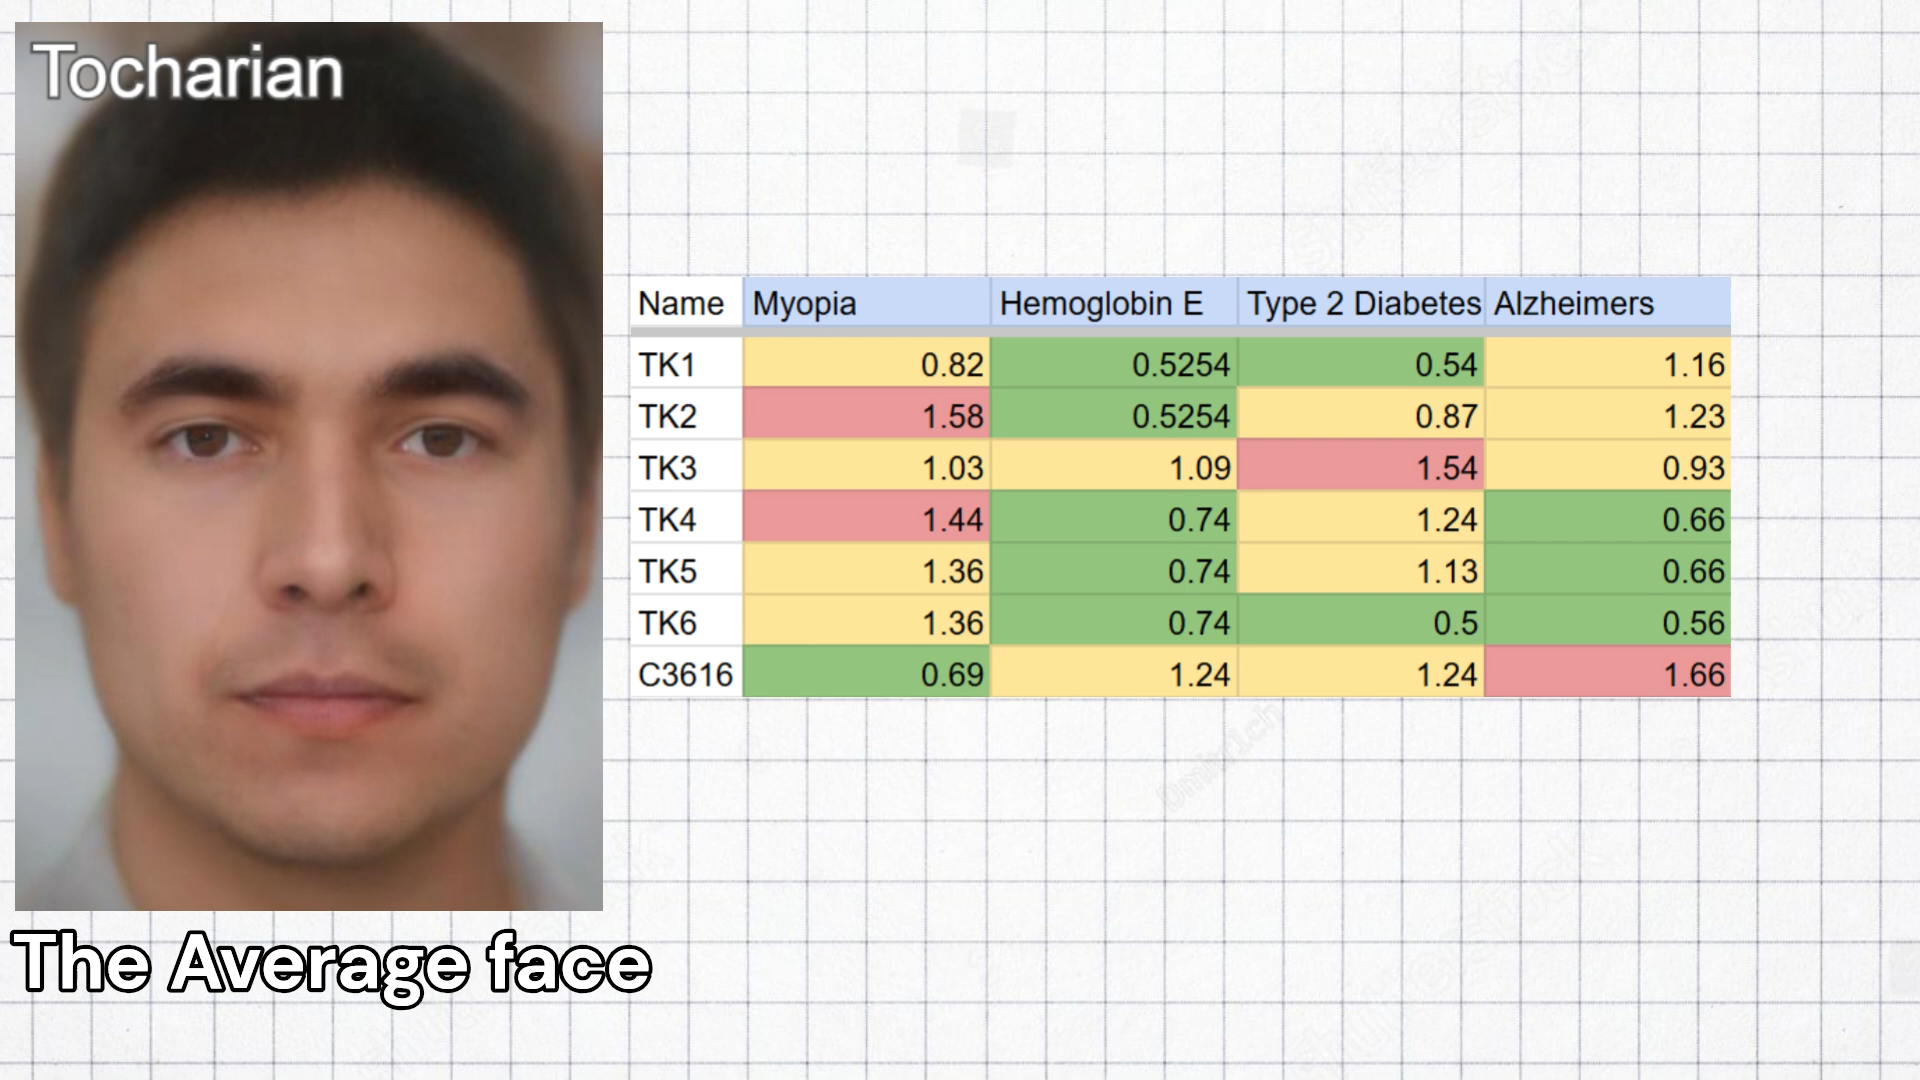 Tocharian
Name Myopia Hemoglobin E Type 2 Diabetes Alzheimers
TK1 0.82 0.5254 0.54 1.16
TK2 1.58 0.5254 0.87 1.23
TK3 1.03 1.09 1.54 0.93
TK4 1.44 0.74 1.24 0.66
TK5 1.36 0.74 1.13 0.66
TK6 1.36 0.74 0.5 0.56
C3616 0.69 1.24 1.24 1.66
The Average face